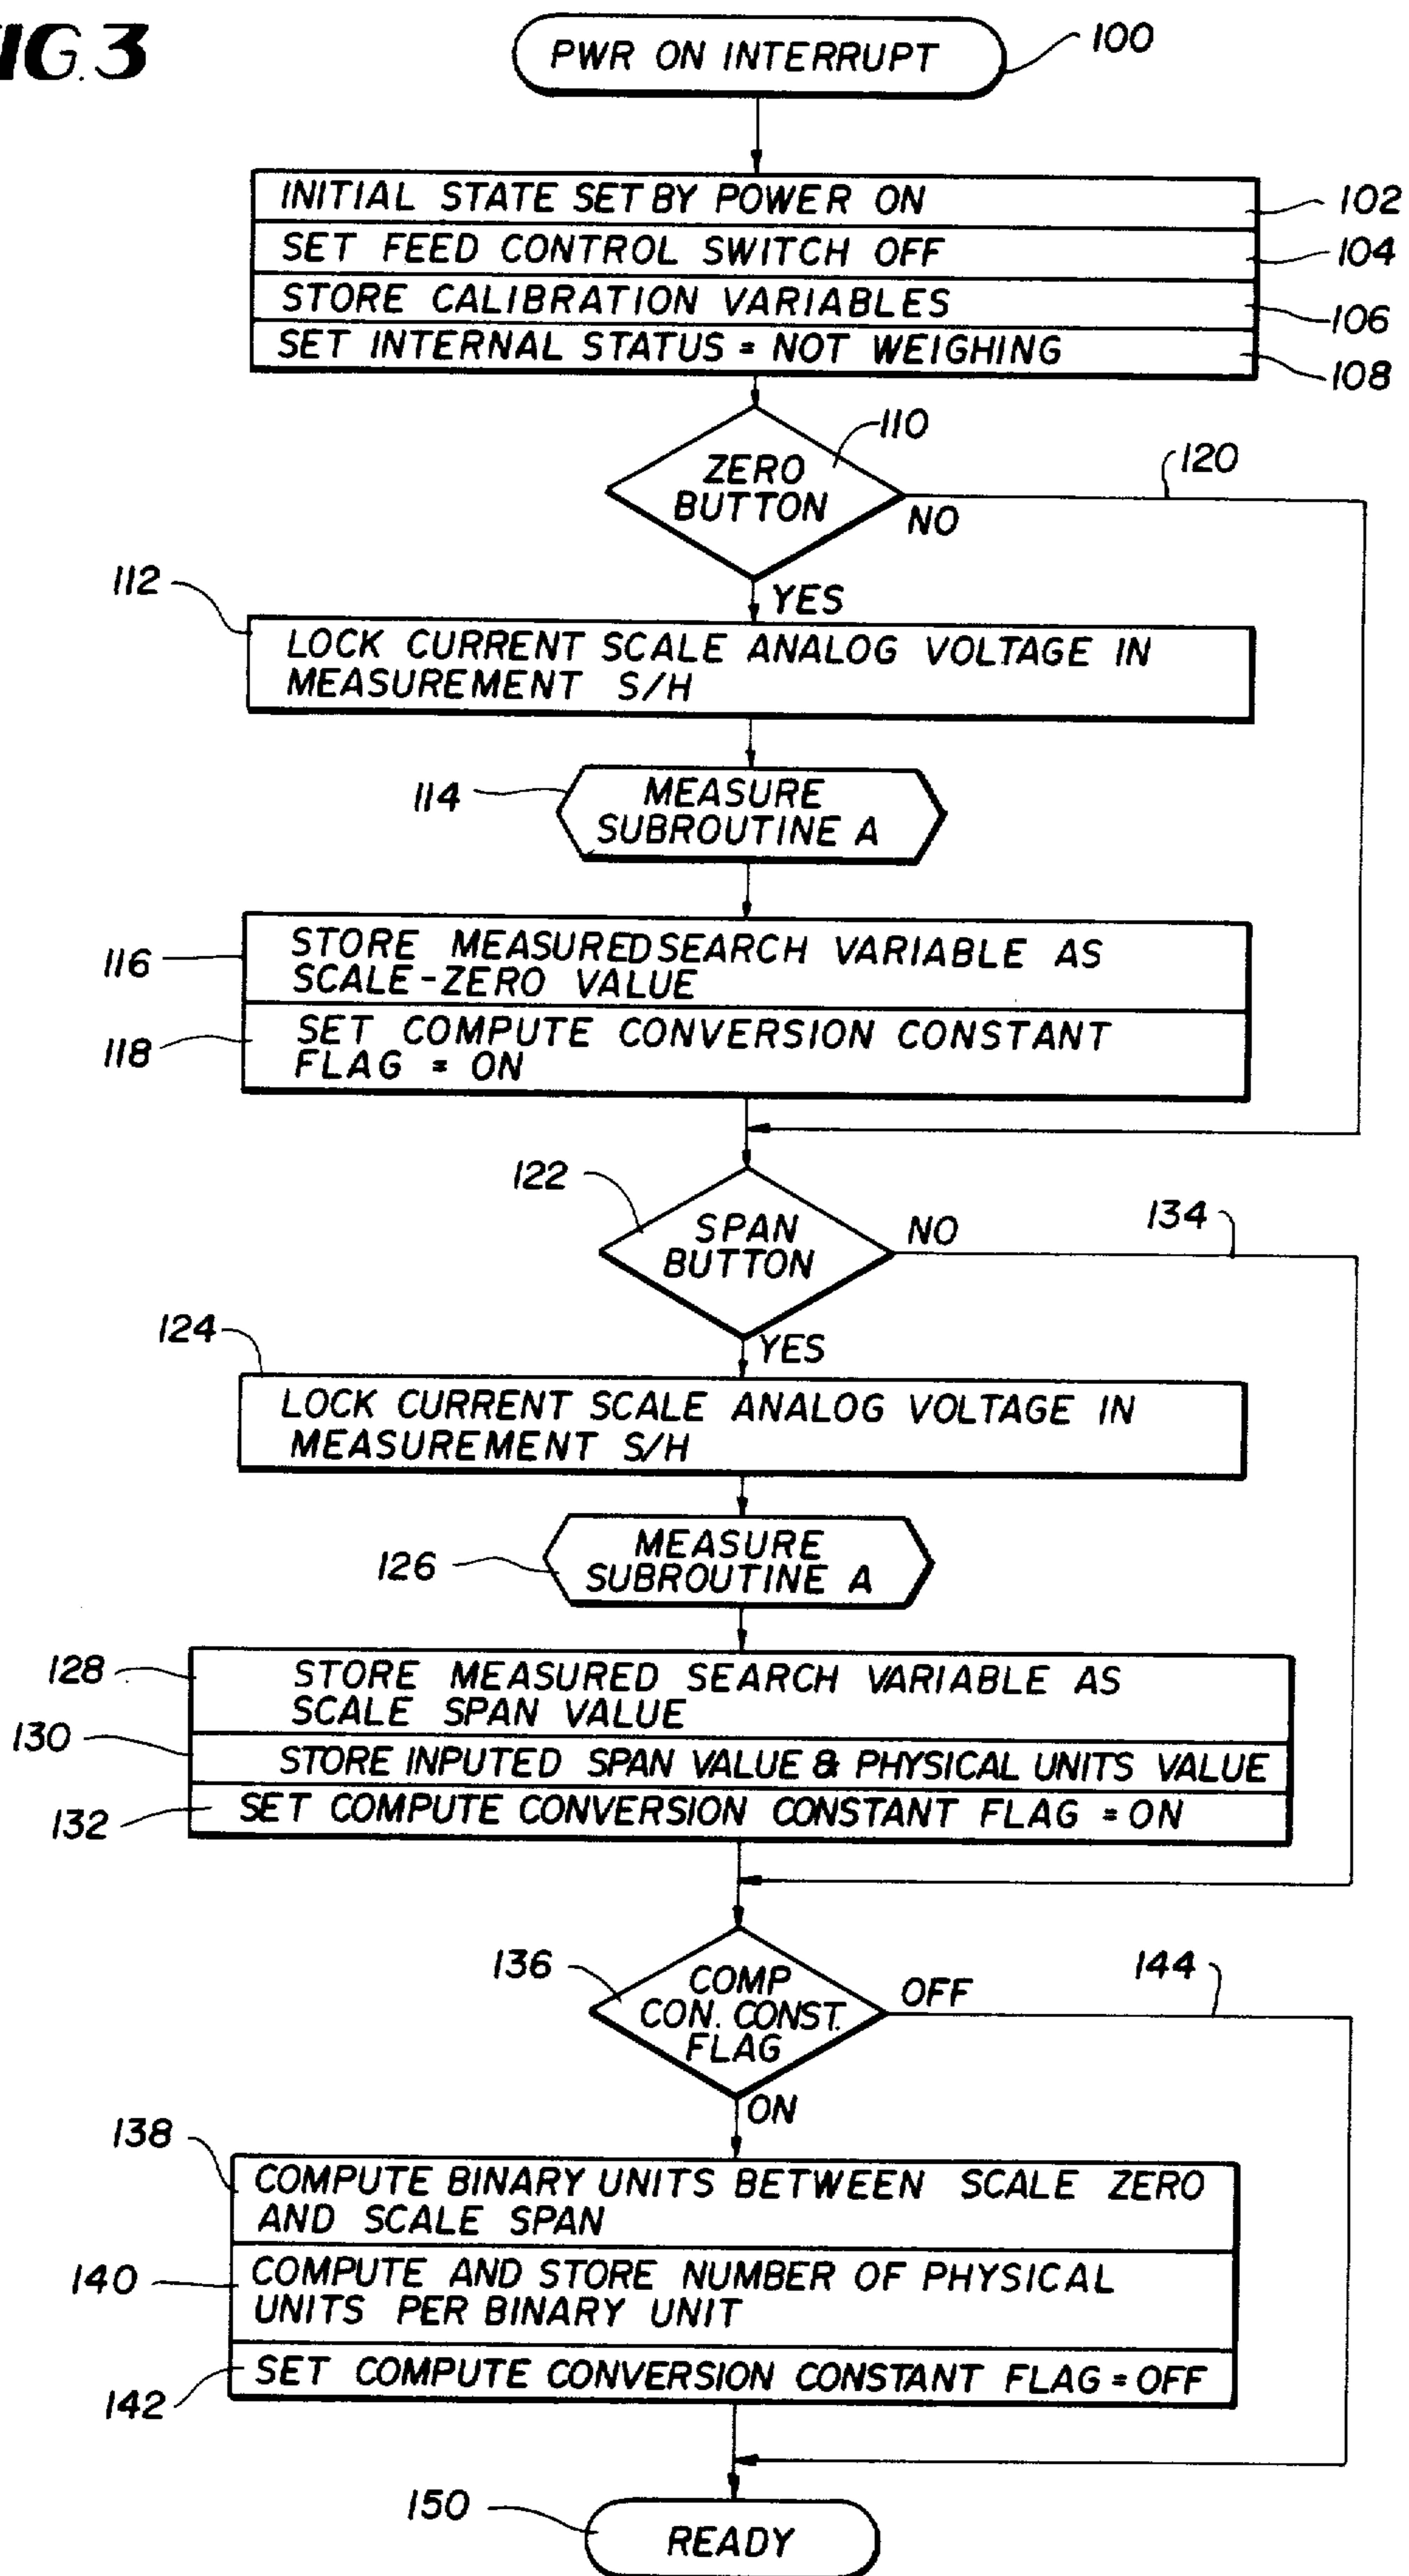 IG. 3
PWR ON INTERRUPT
100
INITIAL STATE SET BY POWER ON
102
SET FEED CONTROL SWITCH OFF
104
STORE CALIBRATION VARIABLES
106
SET INTERNAL STATUS = NOT WEIGHING
108
110
ZERO
BUTTON
120
NO
YES
112
LOCK CURRENT SCALE ANALOG VOLTAGE IN
MEASUREMENT S/H
114
MEASURE
SUBROUTINE A
116
STORE MEASURED SEARCH VARIABLE AS
SCALE-ZERO VALUE
118
SET COMPUTE CONVERSION CONSTANT
FLAG = ON
122
SPAN
BUTTON
NO
134
YES
124
LOCK CURRENT SCALE ANALOG VOLTAGE IN
MEASUREMENT S/H
126
MEASURE
SUBROUTINE A
128
STORE MEASURED SEARCH VARIABLE AS
SCALE SPAN VALUE
130
STORE INPUTED SPAN VALUE & PHYSICAL UNITS VALUE
132
SET COMPUTE CONVERSION CONSTANT FLAG = ON
136
COMP
CON. CONST.
FLAG
OFF
144
ON
138
COMPUTE BINARY UNITS BETWEEN SCALE ZERO
AND SCALE SPAN
140
COMPUTE AND STORE NUMBER OF PHYSICAL
UNITS PER BINARY UNIT
142
SET COMPUTE CONVERSION CONSTANT FLAG = OFF
150
READY